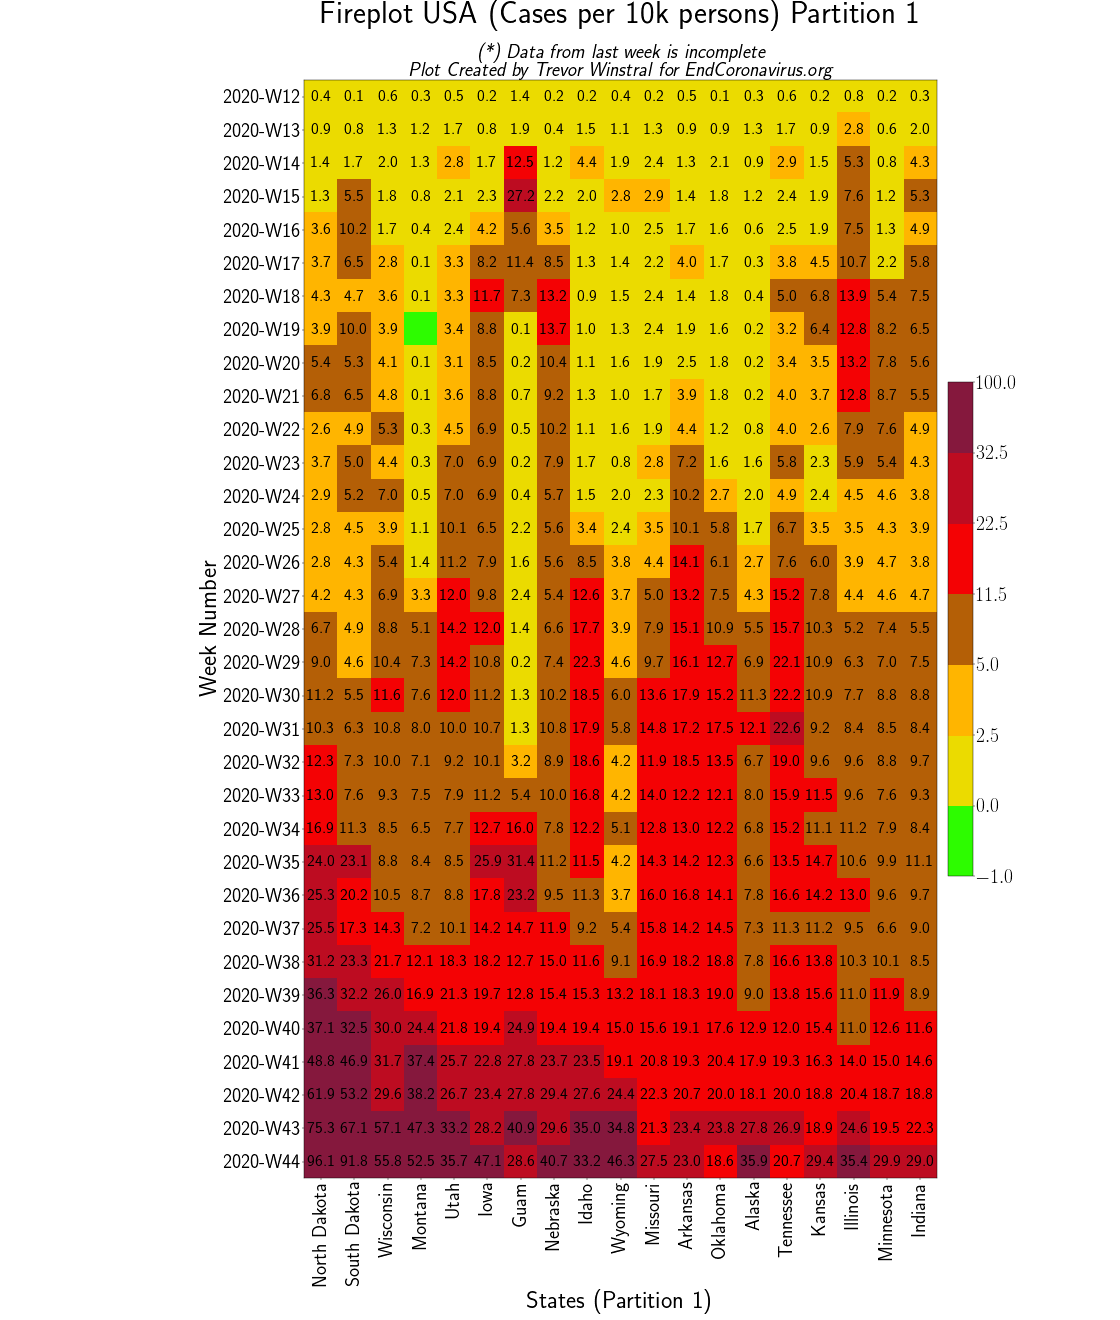 Fireplot USA (Cases per 10k persons) Partition 1
(*) Data from last week is incomplete
Plot Created by Trevor Winstral for EndCoronavirus.org
2020-W12 0.4 0.1 0.6 0.3 0.5 0.2 1.4 0.2 0.2 0.4 0.2 0.5 0.1 0.3 0.6 0.2 0.8 0.2 0.3
2020-W13 0.9 0.8 1.3 1.2 1.7 0.8 1.9 0.4 1.5 1.1 1.3 0.9 0.9 1.3 1.7 0.9 2.8 0.6 2.0
2020-W14 1.4 1.7 2.0 1.3 2.8 1.7 12.5 1.2 4.4 1.9 2.4 1.3 2.1 0.9 2.9 1.5 5.3 0.8 4.3
2020-W15 1.3 5.5 1.8 0.8 2.1 2.3 27.2 2.2 2.0 2.8 2.9 1.4 1.8 1.2 2.4 1.9 7.6 1.2 5.3
2020-W16 3.6 10.2 1.7 0.4 2.4 4.2 5.6 3.5 1.2 1.0 2.5 1.7 1.6 0.6 2.5 1.9 7.5 1.3 4.9
2020-W17 3.7 6.5 2.8 0.1 3.3 8.2 11.4 8.5 1.3 1.4 2.2 4.0 1.7 0.3 3.8 4.5 10.7 2.2 5.8
2020-W18 4.3 4.7 3.6 0.1 3.3 11.7 7.3 13.2 0.9 1.5 2.4 1.4 1.8 0.4 5.0 6.8 13.9 5.4 7.5
2020-W19 3.9 10.0 3.9 3.4 8.8 0.1 13.7 1.0 1.3 2.4 1.9 1.6 0.2 3.2 6.4 12.8 8.2 6.5
2020-W20 5.4 5.3 4.1 0.1 3.1 8.5 0.2 10.4 1.1 1.6 1.9 2.5 1.8 0.2 3.4 3.5 13.2 7.8 5.6
2020-W21 6.8 6.5 4.8 0.1 3.6 8.8 0.7 9.2 1.3 1.0 1.7 3.9 1.8 0.2 4.0 3.7 12.8 8.7 5.5
2020-W22 2.6 4.9 5.3 0.3 4.5 6.9 0.5 10.2 1.1 1.6 1.9 4.4 1.2 0.8 4.0 2.6 7.9 7.6 4.9
2020-W23 3.7 5.0 4.4 0.3 7.0 6.9 0.2 7.9 1.7 0.8 2.8 7.2 1.6 1.6 5.8 2.3 5.9 5.4 4.3
2020-W24 2.9 5.2 7.0 0.5 7.0 6.9 0.4 5.7 1.5 2.0 2.3 10.2 2.7 2.0 4.9 2.4 4.5 4.6 3.8
2020-W25 2.8 4.5 3.9 1.1 10.1 6.5 2.2 5.6 3.4 2.4 3.5 10.1 5.8 1.7 6.7 3.5 3.5 4.3 3.9
2020-W26 2.8 4.3 5.4 1.4 11.2 7.9 1.6 5.6 8.5 3.8 4.4 14.1 6.1 2.7 7.6 6.0 3.9 4.7 3.8
2020-W27 4.2 4.3 6.9 3.3 12.0 9.8 2.4 5.4 12.6 3.7 5.0 13.2 7.5 4.3 15.2 7.8 4.4 4.6 4.7
2020-W28 6.7 4.9 8.8 5.1 14.2 12.0 1.4 6.6 17.7 3.9 7.9 15.1 10.9 5.5 15.7 10.3 5.2 7.4 5.5
2020-W29 9.0 4.6 10.4 7.3 14.2 10.8 0.2 7.4 22.3 4.6 9.7 16.1 12.7 6.9 22.1 10.9 6.3 7.0 7.5
2020-W30 11.2 5.5 11.6 7.6 12.0 11.2 1.3 10.2 18.5 6.0 13.6 17.9 15.2 11.3 22.2 10.9 7.7 8.8 8.8
2020-W31 10.3 6.3 10.8 8.0 10.0 10.7 1.3 10.8 17.9 5.8 14.8 17.2 17.5 12.1 22.6 9.2 8.4 8.5 8.4
2020-W32 12.3 7.3 10.0 7.1 9.2 10.1 3.2 8.9 18.6 4.2 11.9 18.5 13.5 6.7 19.0 9.6 9.6 8.8 9.7
2020-W33 13.0 7.6 9.3 7.5 7.9 11.2 5.4 10.0 16.8 4.2 14.0 12.2 12.1 8.0 15.9 11.5 9.6 7.6 9.3
2020-W34 16.9 11.3 8.5 6.5 7.7 12.7 16.0 7.8 12.2 5.1 12.8 13.0 12.2 6.8 15.2 11.1 11.2 7.9 8.4
2020-W35 24.0 23.1 8.8 8.4 8.5 25.9 31.4 11.2 11.5 4.2 14.3 14.2 12.3 6.6 13.5 14.7 10.6 9.9 11.1
2020-W36 25.3 20.2 10.5 8.7 8.8 17.8 23.2 9.5 11.3 3.7 16.0 16.8 14.1 7.8 16.6 14.2 13.0 9.6 9.7
2020-W37 25.5 17.3 14.3 7.2 10.1 14.2 14.7 11.9 9.2 5.4 15.8 14.2 14.5 7.3 11.3 11.2 9.5 6.6 9.0
2020-W38 31.2 23.3 21.7 12.1 18.3 18.2 12.7 15.0 11.6 9.1 16.9 18.2 18.8 7.8 16.6 13.8 10.3 10.1 8.5
2020-W39 36.3 32.2 26.0 16.9 21.3 19.7 12.8 15.4 15.3 13.2 18.1 18.3 19.0 9.0 13.8 15.6 11.0 11.9 8.9
2020-W40 37.1 32.5 30.0 24.4 21.8 19.4 24.9 19.4 19.4 15.0 15.6 19.1 17.6 12.9 12.0 15.4 11.0 12.6 11.6
2020-W41 48.8 46.9 31.7 37.4 25.7 22.8 27.8 23.7 23.5 19.1 20.8 19.3 20.4 17.9 19.3 16.3 14.0 15.0 14.6
2020-W42 61.9 53.2 29.6 38.2 26.7 23.4 27.8 29.4 27.6 24.4 22.3 20.7 20.0 18.1 20.0 18.8 20.4 18.7 18.8
2020-W43 75.3 67.1 57.1 47.3 33.2 28.2 40.9 29.6 35.0 34.8 21.3 23.4 23.8 27.8 26.9 18.9 24.6 19.5 22.3
2020-W44 96.1 91.8 55.8 52.5 35.7 47.1 28.6 40.7 33.2 46.3 27.5 23.0 18.6 35.9 20.7 29.4 35.4 29.9 29.0
Week Number
North Dakota
South Dakota
Wisconsin
Montana
Utah
Iowa
Guam
Nebraska
Idaho
Wyoming
Missouri
Arkansas
Oklahoma
Alaska
Tennessee
Kansas
Illinois
Minnesota
Indiana
States (Partition 1)
100.0
32.5
22.5
11.5
5.0
2.5
0.0
−1.0